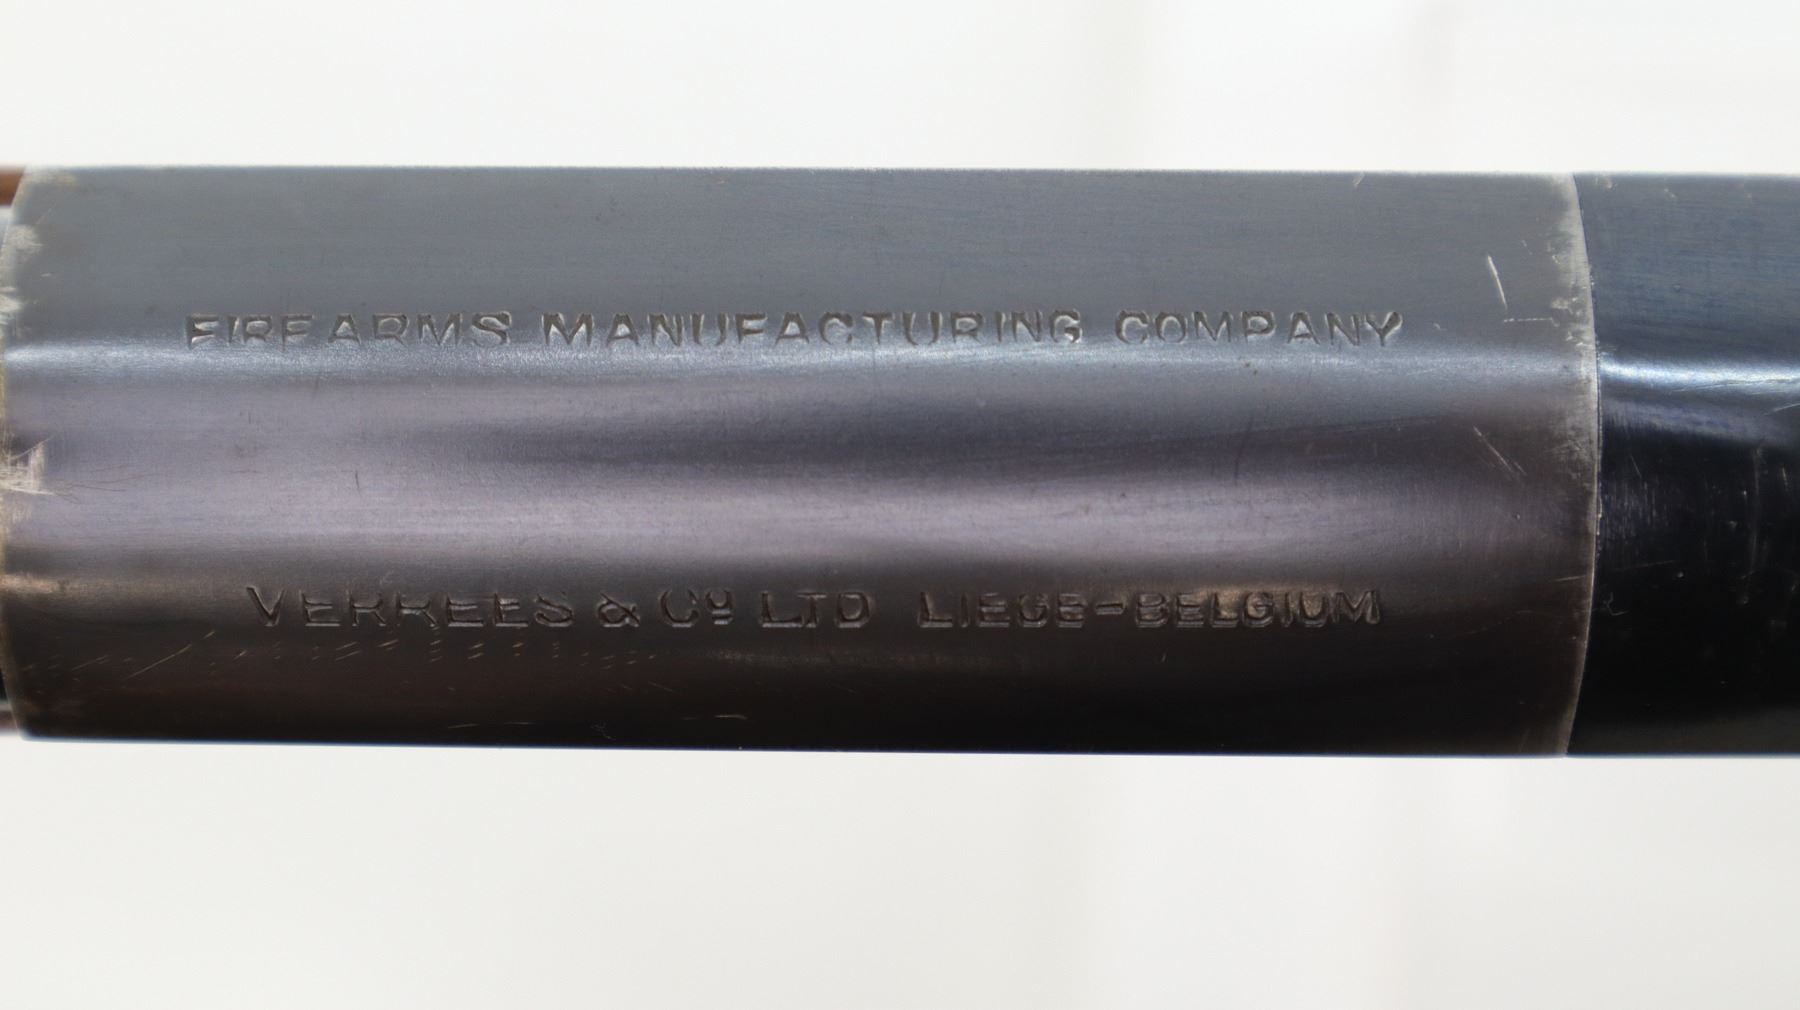 FIREARMS MANUFACTURING COMPANY
VERREES & Cº LTD LIEGE-BELGIUM